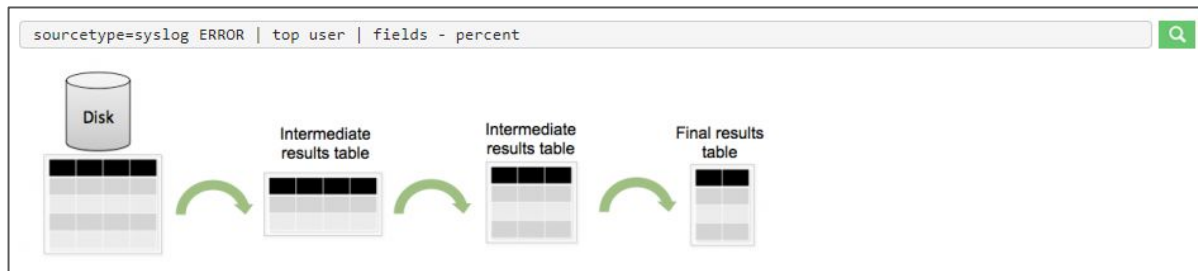 sourcetype=syslog ERROR | top user | fields - percent
Disk
Intermediate
results table
Intermediate
results table
Final results
table